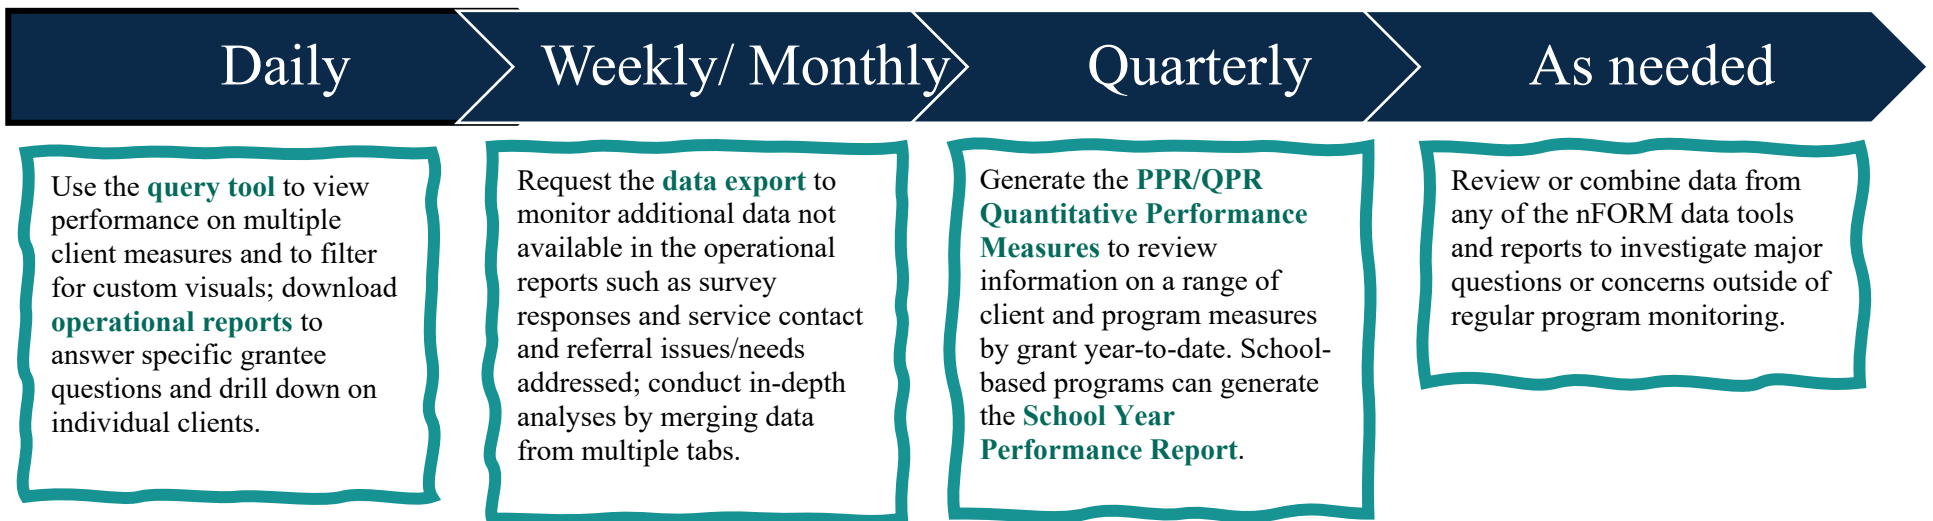 Daily
Weekly/ Monthly
Quarterly
As needed
Use the query tool to view
performance on multiple
client measures and to filter
for custom visuals; download
operational reports to
answer specific grantee
questions and drill down on
individual clients.
Request the data export to
monitor additional data not
available in the operational
reports such as survey
responses and service contact
and referral issues/needs
addressed; conduct in-depth
analyses by merging data
from multiple tabs.
Generate the PPR/QPR
Quantitative Performance
Measures to review
information on a range of
client and program measures
by grant year-to-date. School-
based programs can generate
the School Year
Performance Report.
Review or combine data from
any of the nFORM data tools
and reports to investigate major
questions or concerns outside of
regular program monitoring.